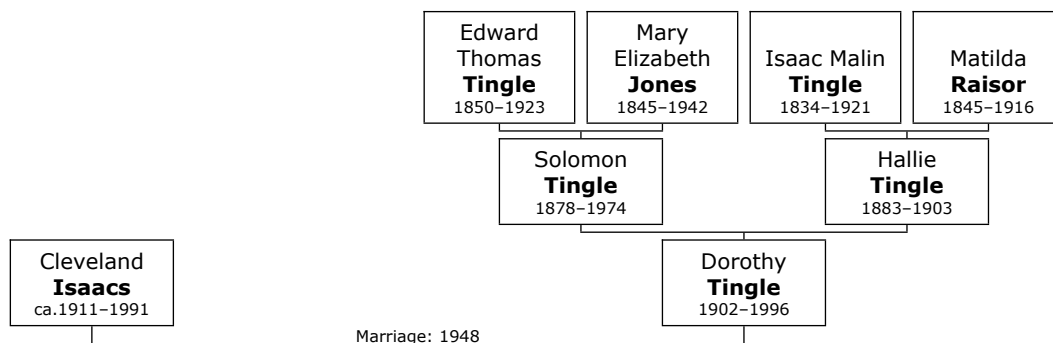 Edward
Thomas
Tingle
1850–1923
Mary
Elizabeth
Jones
1845–1942
Isaac Malin
Tingle
1834–1921
Matilda
Raisor
1845–1916
Solomon
Tingle
1878–1974
Hallie
Tingle
1883–1903
Cleveland
Isaacs
ca.1911–1991
Dorothy
Tingle
1902–1996
Marriage: 1948